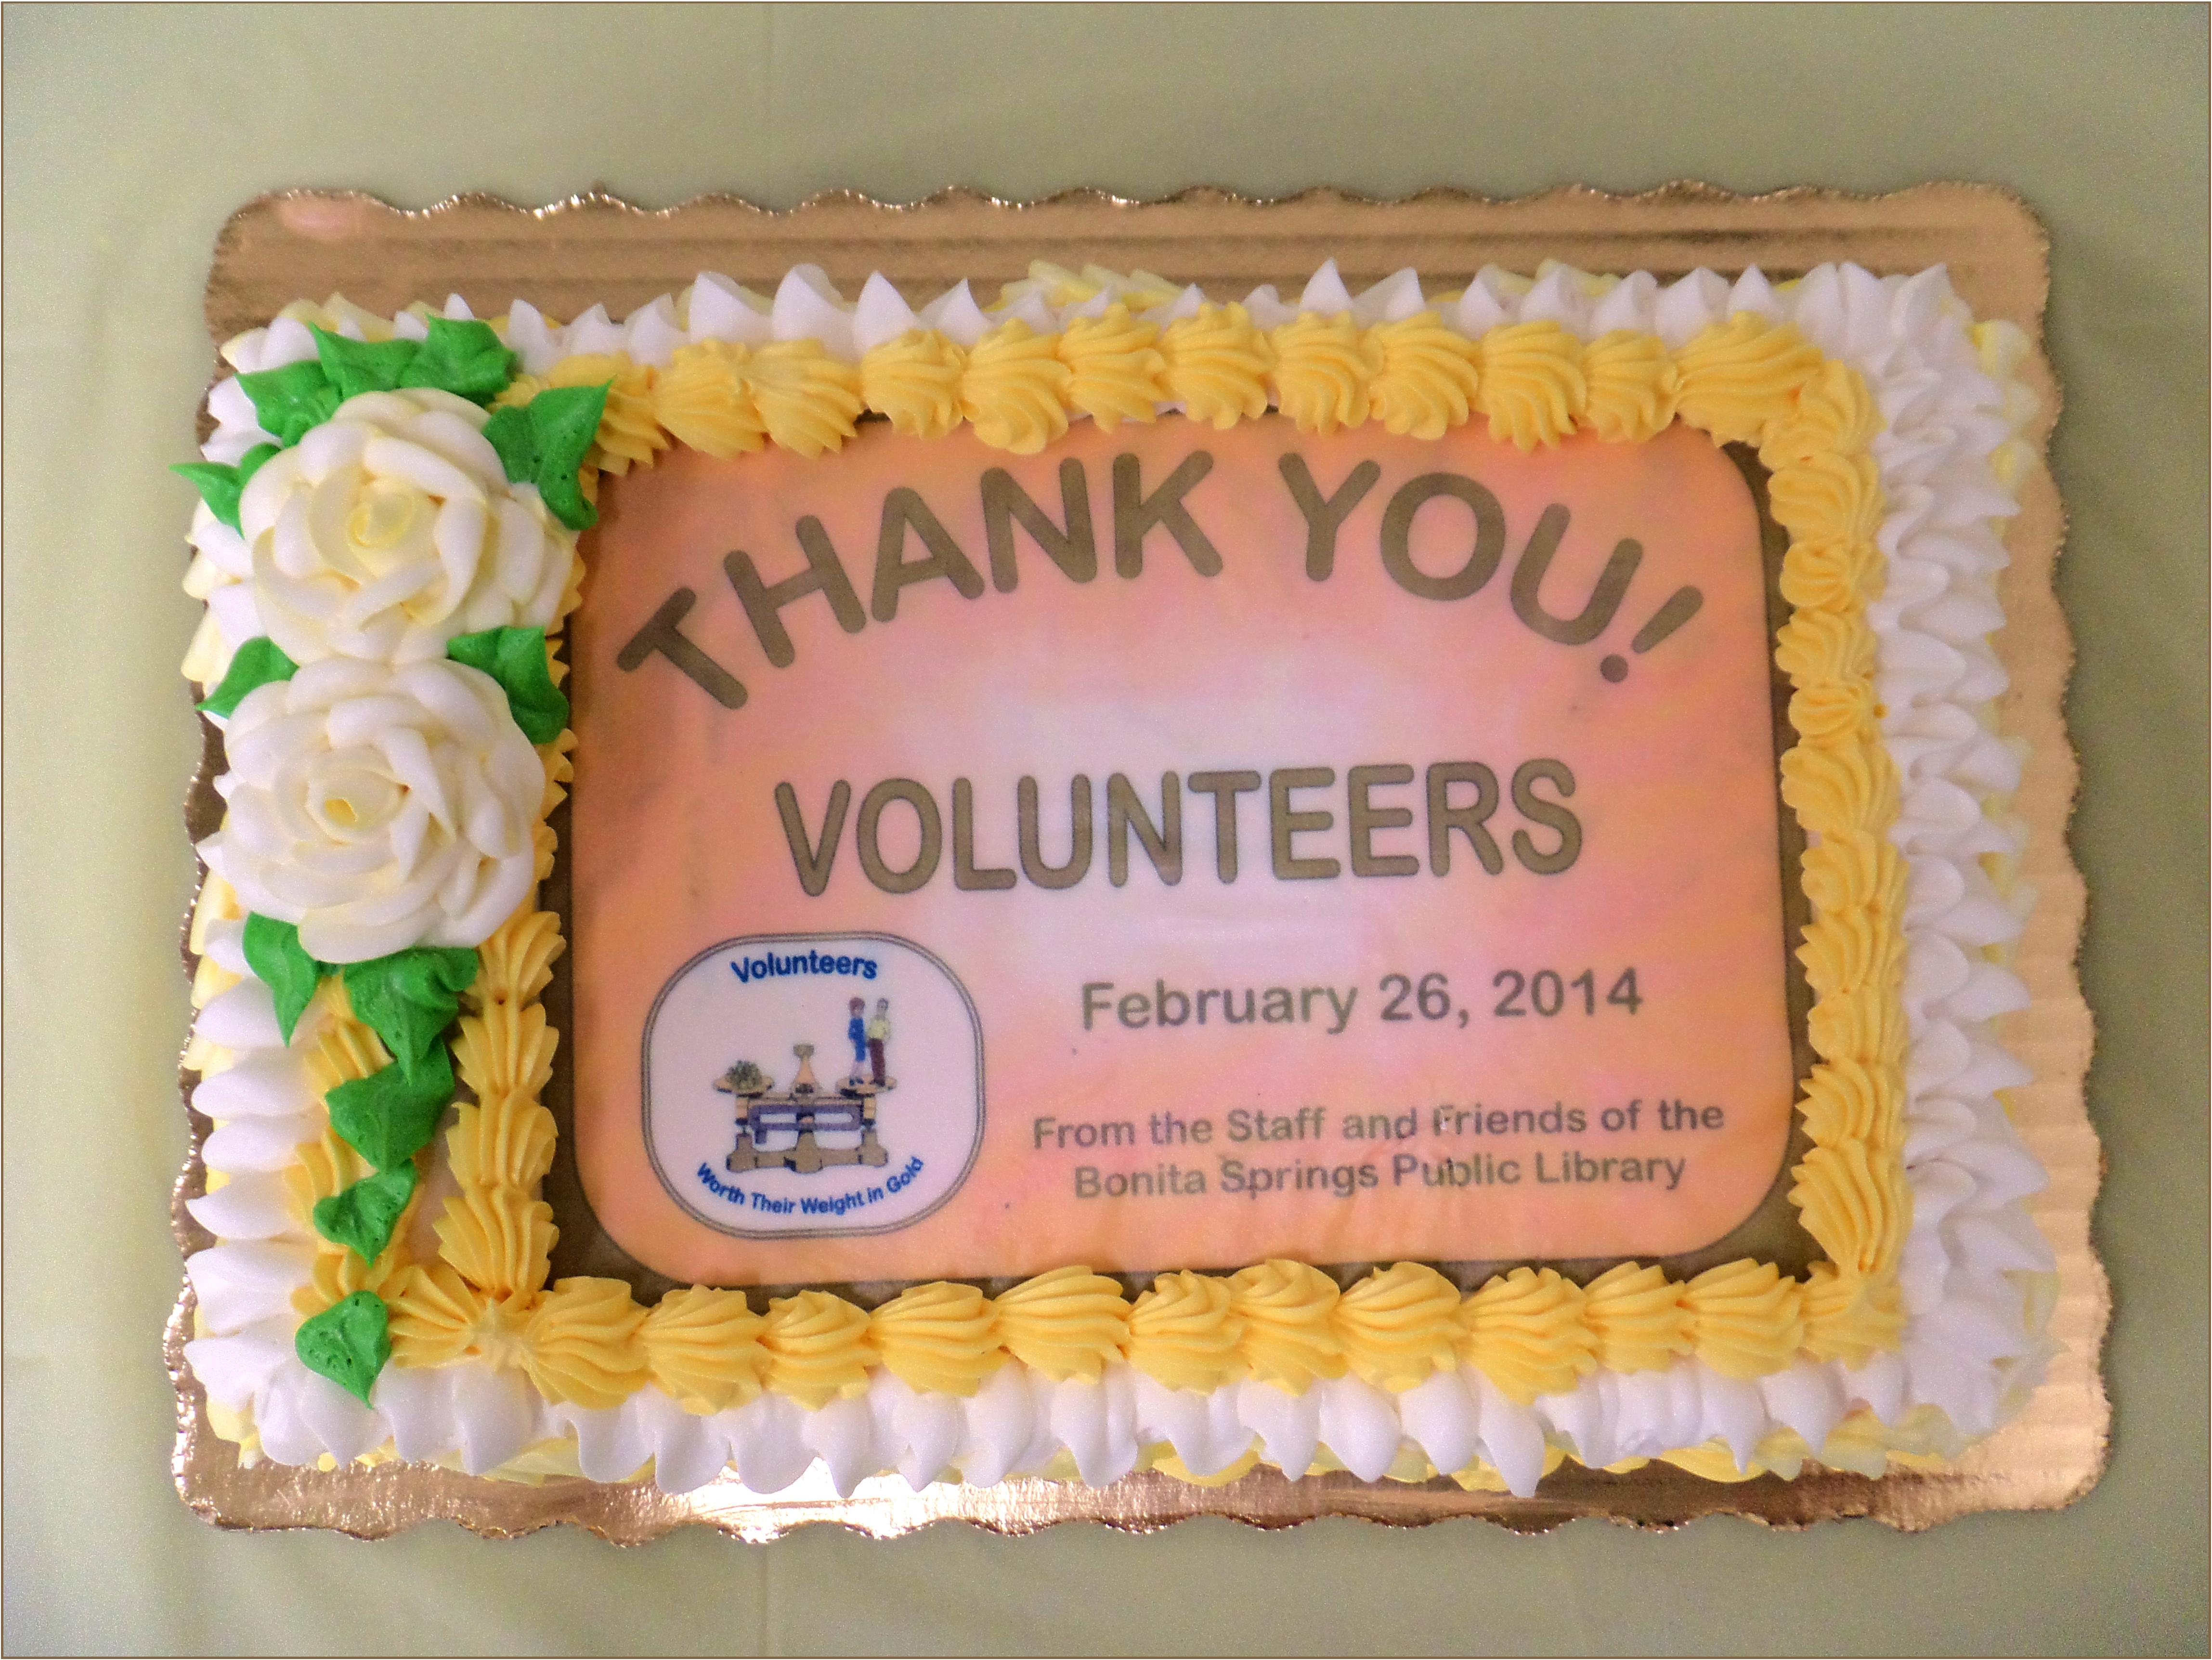 THANK YOU!
VOLUNTEERS
Volunteers
Worth Their Weight in Gold
February 26, 2014
From the Staff and Friends of the
Bonita Springs Public Library